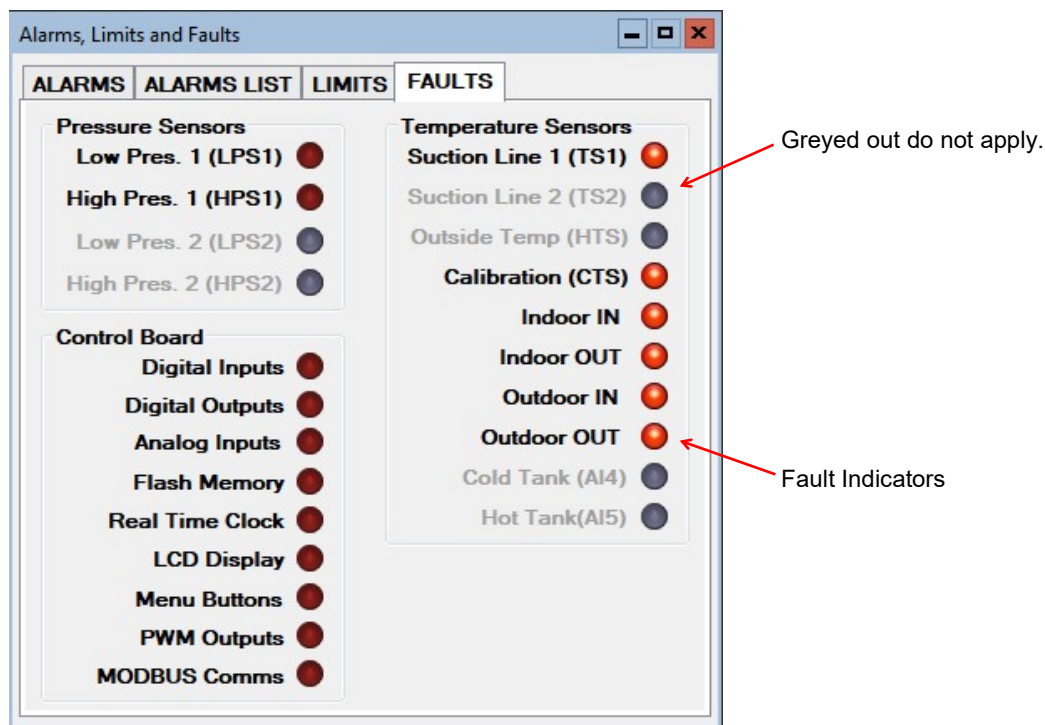 Alarms, Limits and Faults
ALARMS ALARMS LIST LIMITS FAULTS
Pressure Sensors
Low Pres. 1 (LPS1)
High Pres. 1 (HPS1)
Low Pres. 2 (LPS2)
High Pres. 2 (HPS2)
Control Board
Digital Inputs
Digital Outputs
Analog Inputs
Flash Memory
Real Time Clock
LCD Display
Menu Buttons
PWM Outputs
MODBUS Comms
Temperature Sensors
Suction Line 1 (TS1)
Suction Line 2 (TS2)
Outside Temp (HTS)
Calibration (CTS)
Indoor IN
Indoor OUT
Outdoor IN
Outdoor OUT
Cold Tank (AI4)
Hot Tank(AI5)
Greyed out do not apply.
Fault Indicators